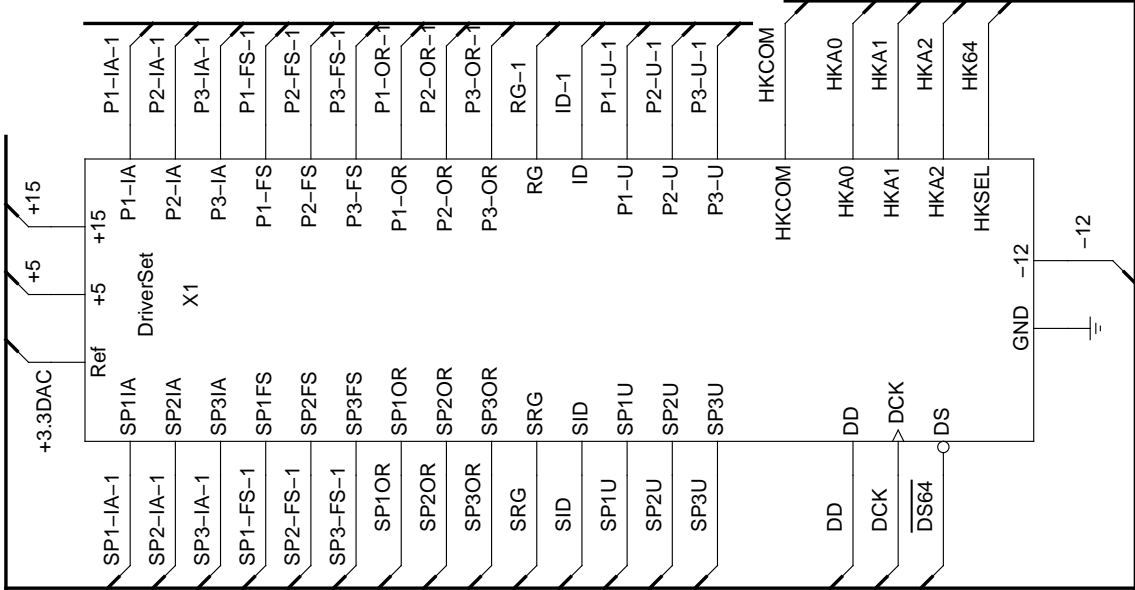 +3.3DAC
+5
+15
Ref
+5
+15
DriverSet
X1
SP1–IA–1
SP1IA
P1–IA
P1–IA–1
SP2–IA–1
SP2IA
P2–IA
P2–IA–1
SP3–IA–1
SP3IA
P3–IA
P3–IA–1
SP1–FS–1
SP1FS
P1–FS
P1–FS–1
SP2–FS–1
SP2FS
P2–FS
P2–FS–1
SP3–FS–1
SP3FS
P3–FS
P3–FS–1
SP1OR
SP1OR
P1–OR
P1–OR–1
SP2OR
SP2OR
P2–OR
P2–OR–1
SP3OR
SP3OR
P3–OR
P3–OR–1
SRG
SRG
RG
RG–1
SID
SID
ID
ID–1
SP1U
SP1U
P1–U
P1–U–1
SP2U
SP2U
P2–U
P2–U–1
SP3U
SP3U
P3–U
P3–U–1
HKCOM
HKCOM
DD
DD
HKA0
HKA0
DCK
DCK
HKA1
HKA1
DS64
DS
HKA2
HKA2
HKSEL
HK64
GND
–12
–12